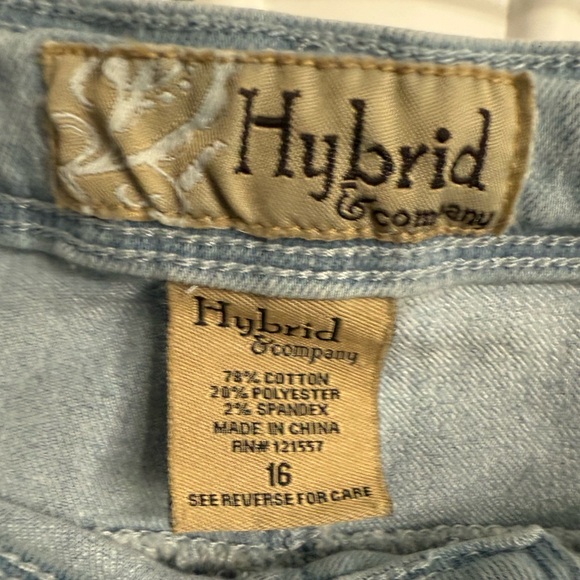 Hybrid
& company
Hybrid
& company
78% COTTON
20% POLYESTER
2% SPANDEX
MADE IN CHINA
RN# 121557
16
SEE REVERSE FOR CARE